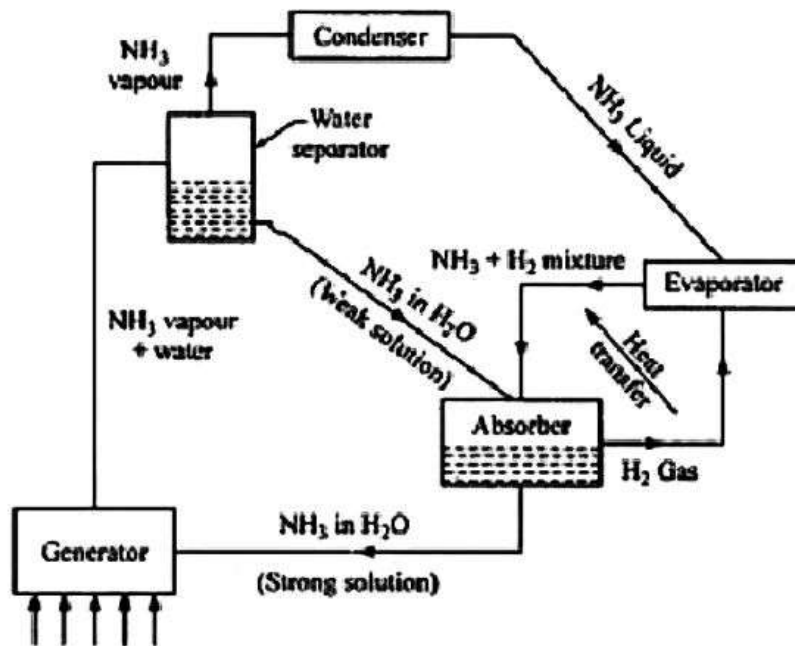 Condenser
NH₃
vapour
Water
separator
NH₃ Liquid
NH₃ + H₂ mixture
Evaporator
NH₃ in H₂O
(Weak solution)
NH₃ vapour
+ water
Heat
transfer
Absorber
H₂ Gas
NH₃ in H₂O
(Strong solution)
Generator